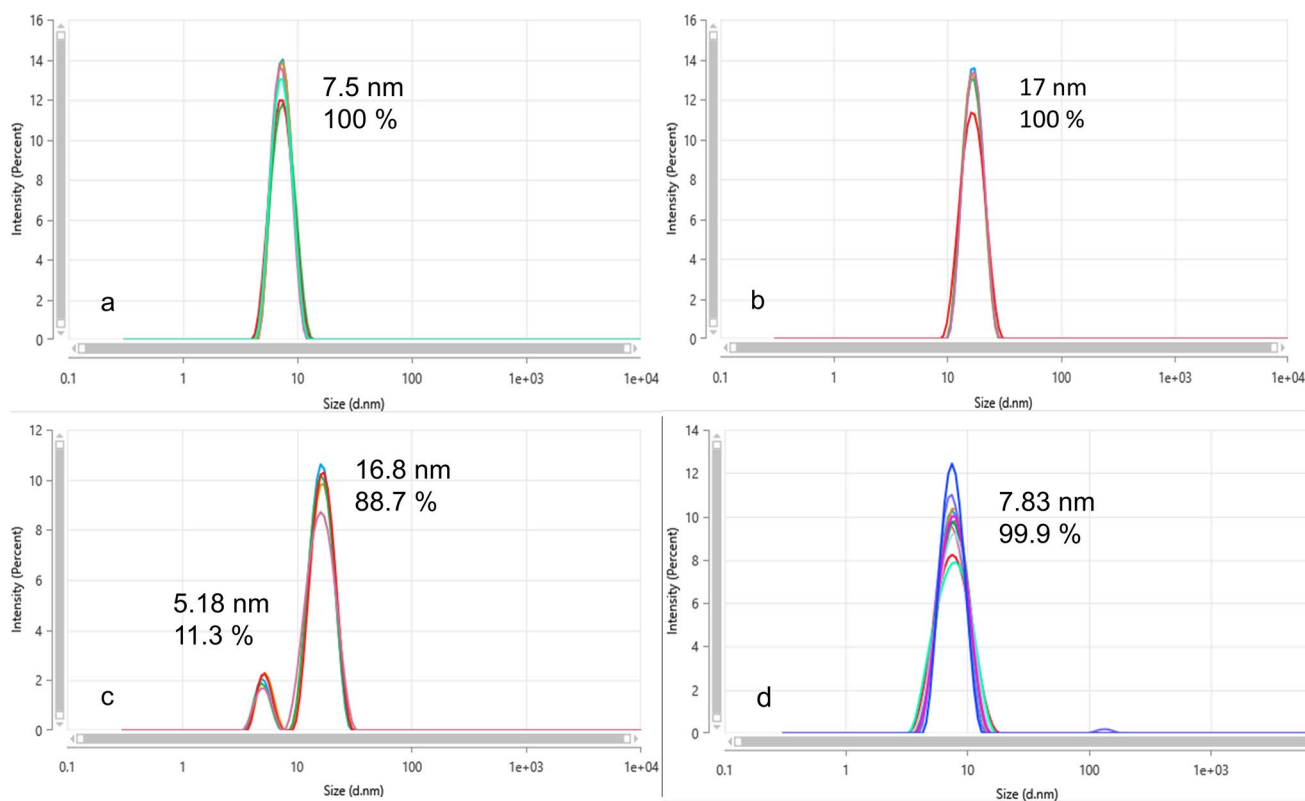 16
14
12
10
8
6
4
2
0
Intensity (Percent)
7.5 nm
100 %
a
0.1
1
10
100
1e+03
1e+04
Size (d.nm)
16
14
12
10
8
6
4
2
0
Intensity (Percent)
17 nm
100 %
b
0.1
1
10
100
1e+03
1e+04
Size (d.nm)
12
10
8
6
4
2
0
Intensity (Percent)
16.8 nm
88.7 %
5.18 nm
11.3 %
c
0.1
1
10
100
1e+03
1e+04
Size (d.nm)
14
12
10
8
6
4
2
0
Intensity (Percent)
7.83 nm
99.9 %
d
0.1
1
10
100
1e+03
Size (d.nm)